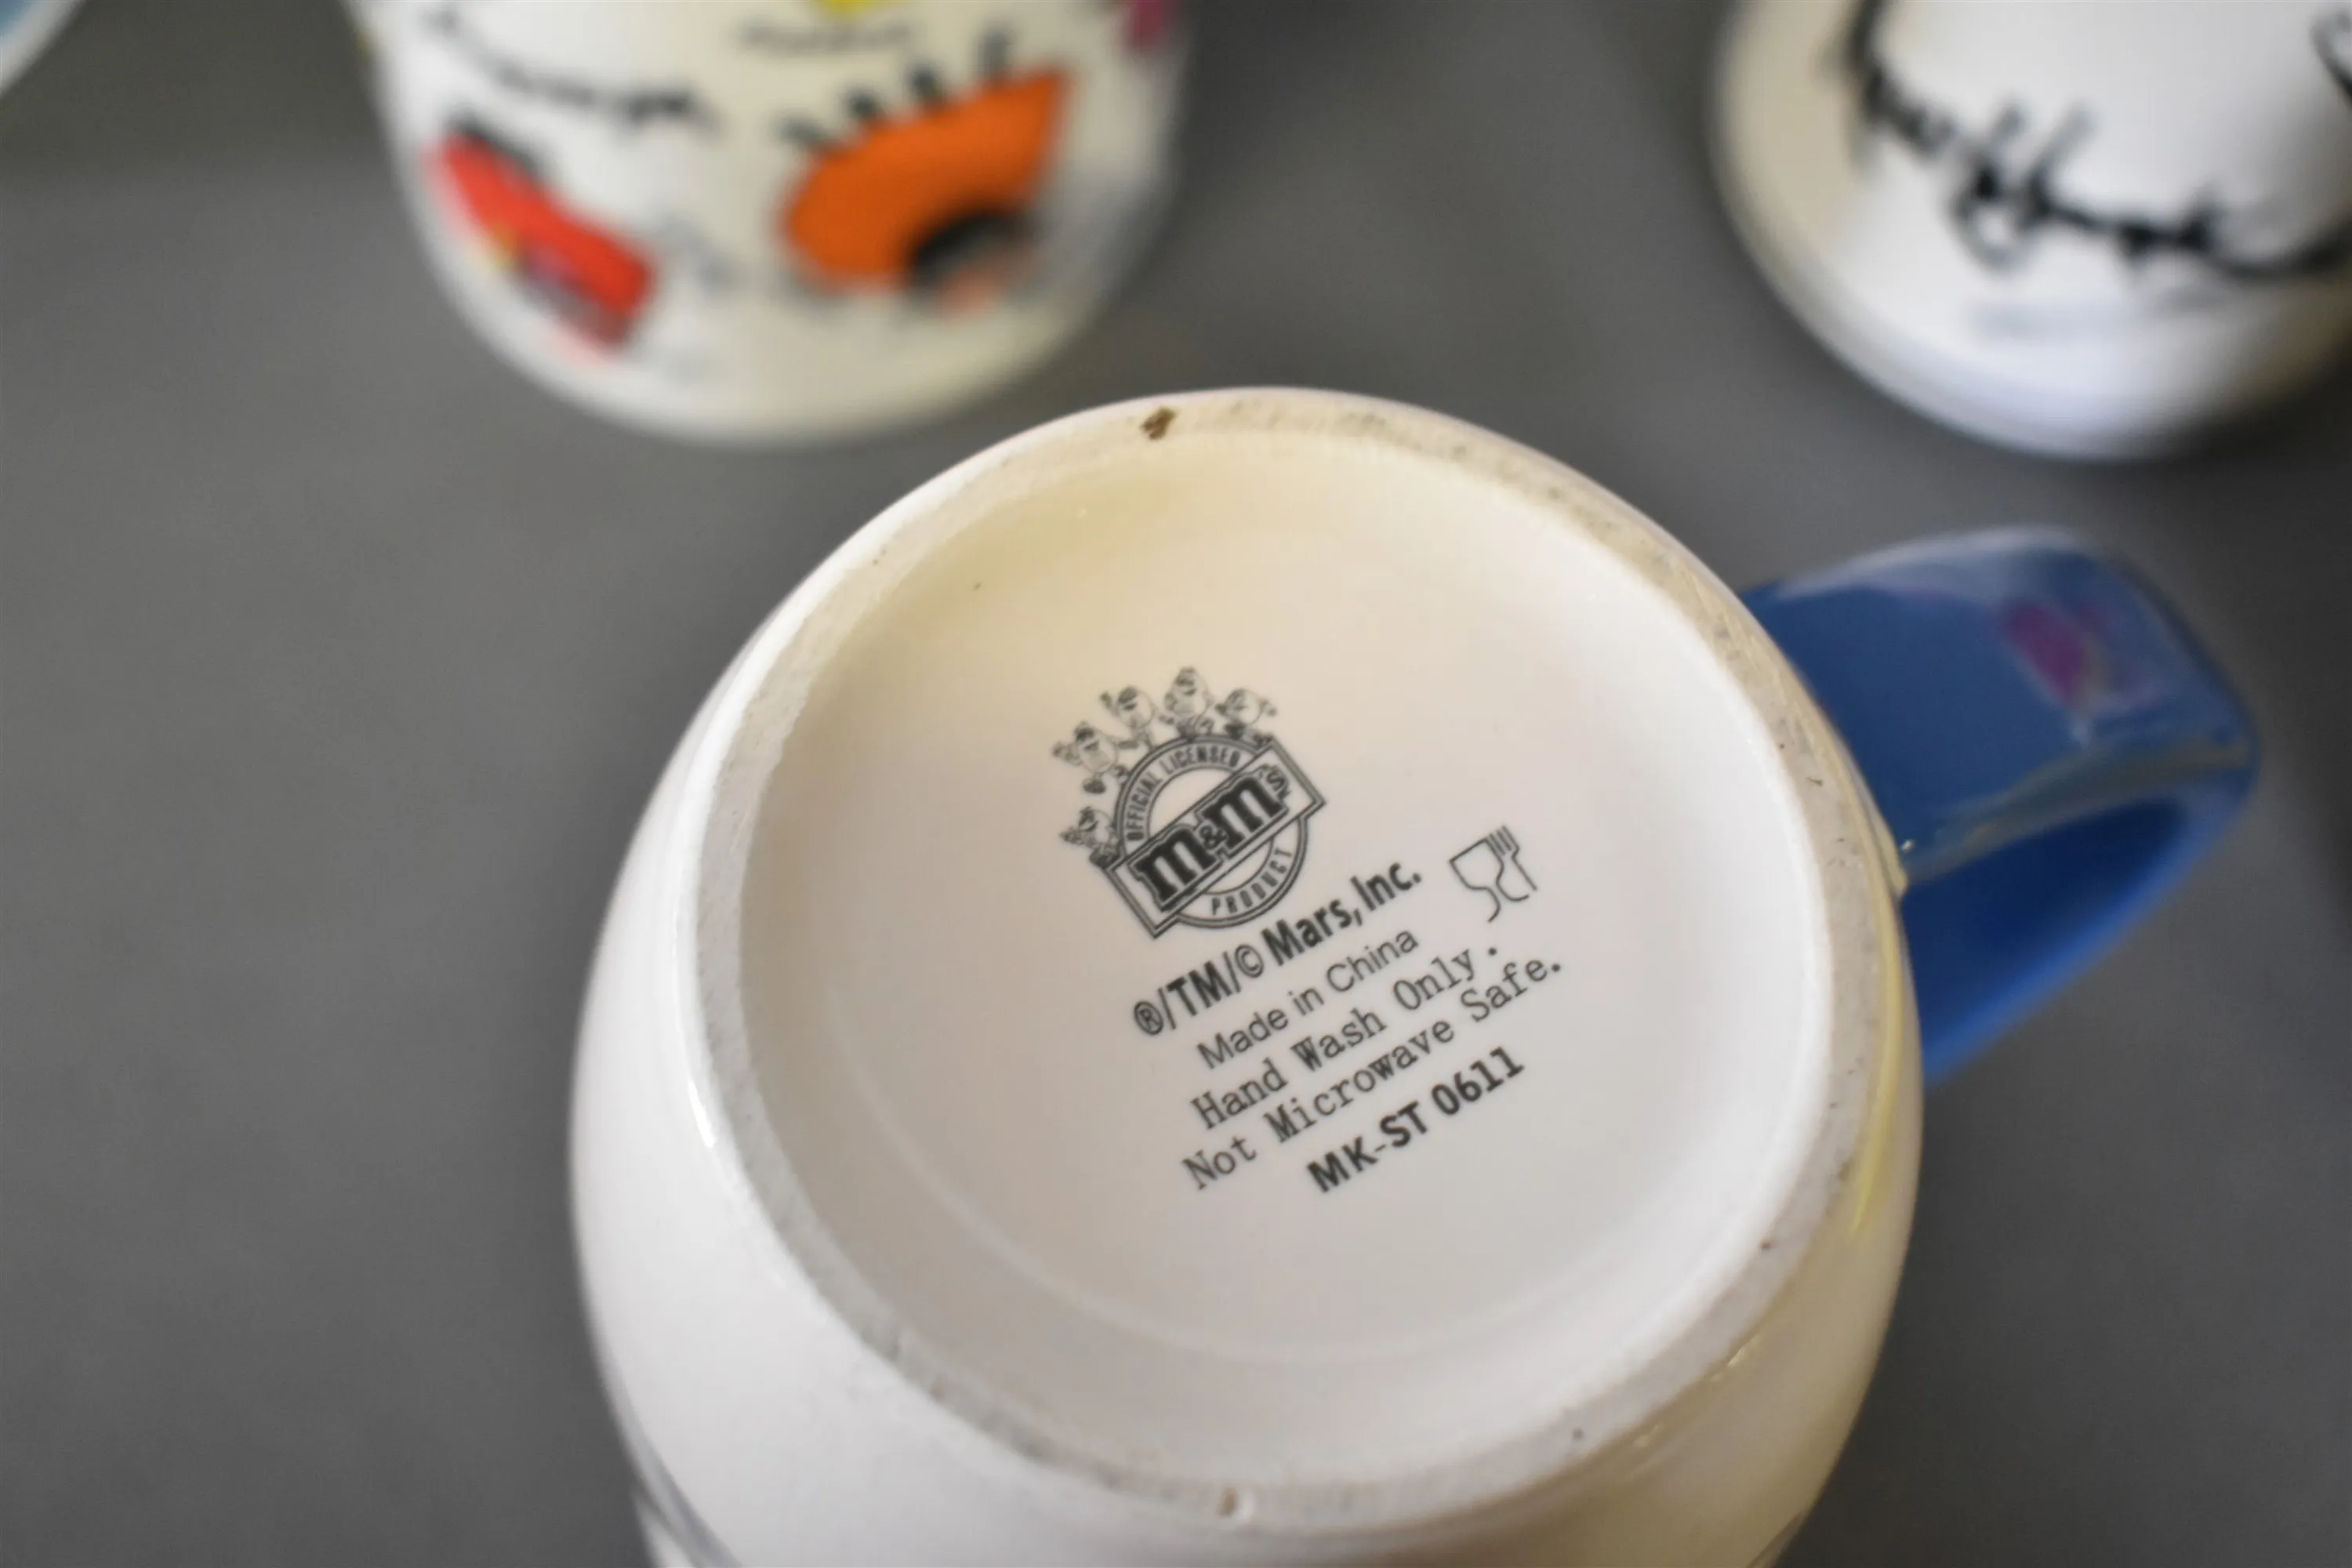 OFFICIAL LICENSED
m&m's
PRODUCT
®/TM/© Mars, Inc.
Made in China
Hand Wash Only.
Not Microwave Safe.
MK-ST 0611